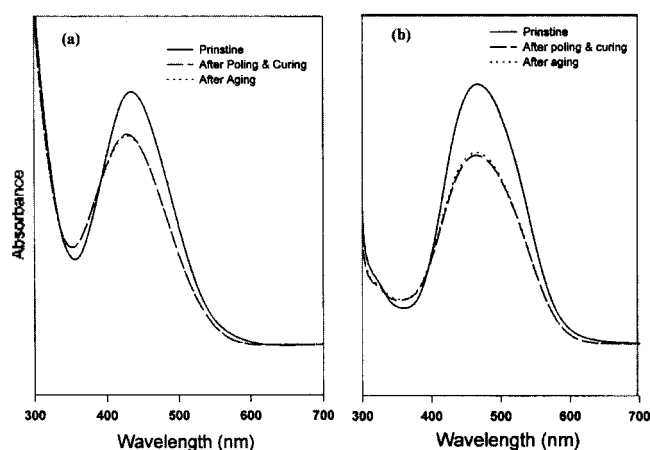 (a)
Prinstine
After Poling & Curing
After Aging
Absorbance
300 400 500 600 700
Wavelength (nm)
(b)
Prinstine
After poling & curing
After aging
300 400 500 600 700
Wavelength (nm)